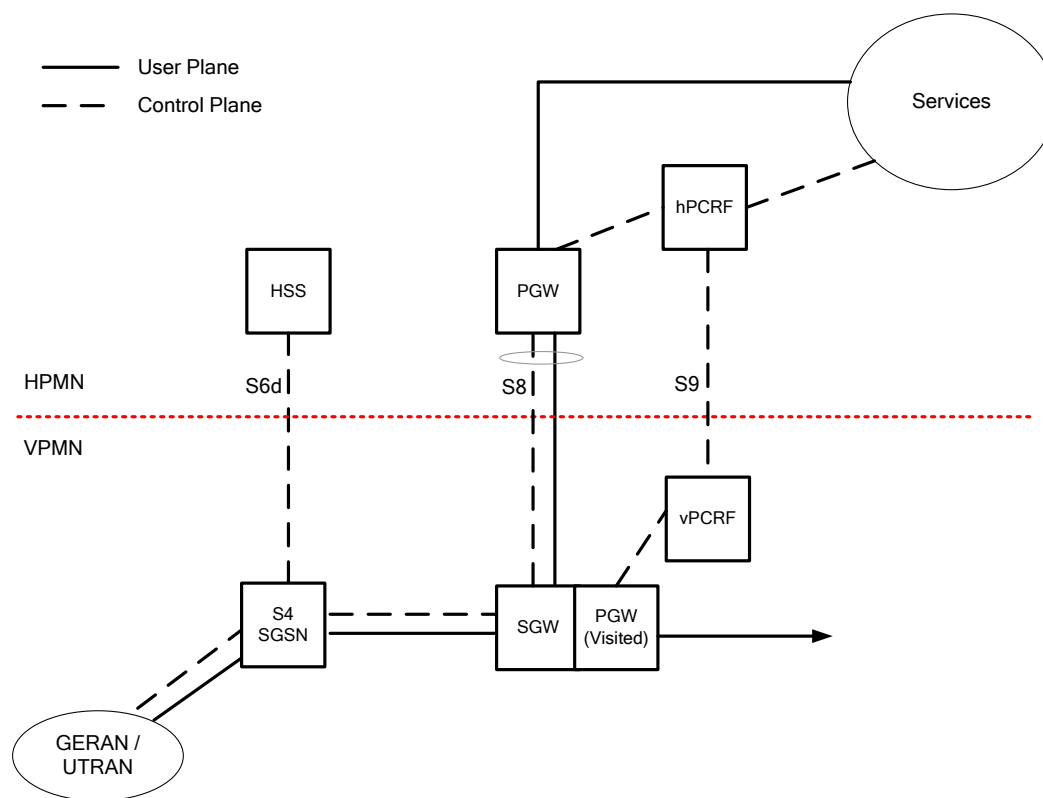 User Plane
Control Plane
Services
hPCRF
HSS
PGW
HPMN
S6d
S8
S9
VPMN
vPCRF
S4
SGSN
SGW
PGW
(Visited)
GERAN /
UTRAN